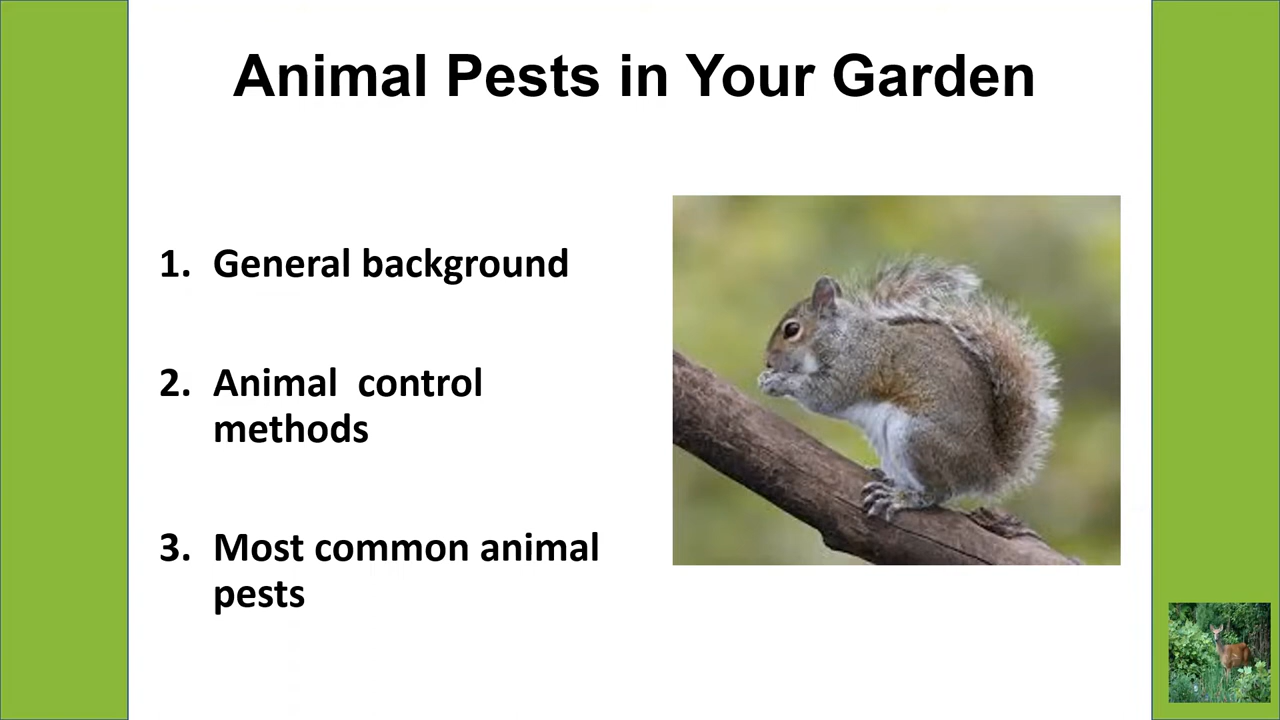 Animal Pests in Your Garden
1. General background
2. Animal  control
methods
3. Most common animal
pests